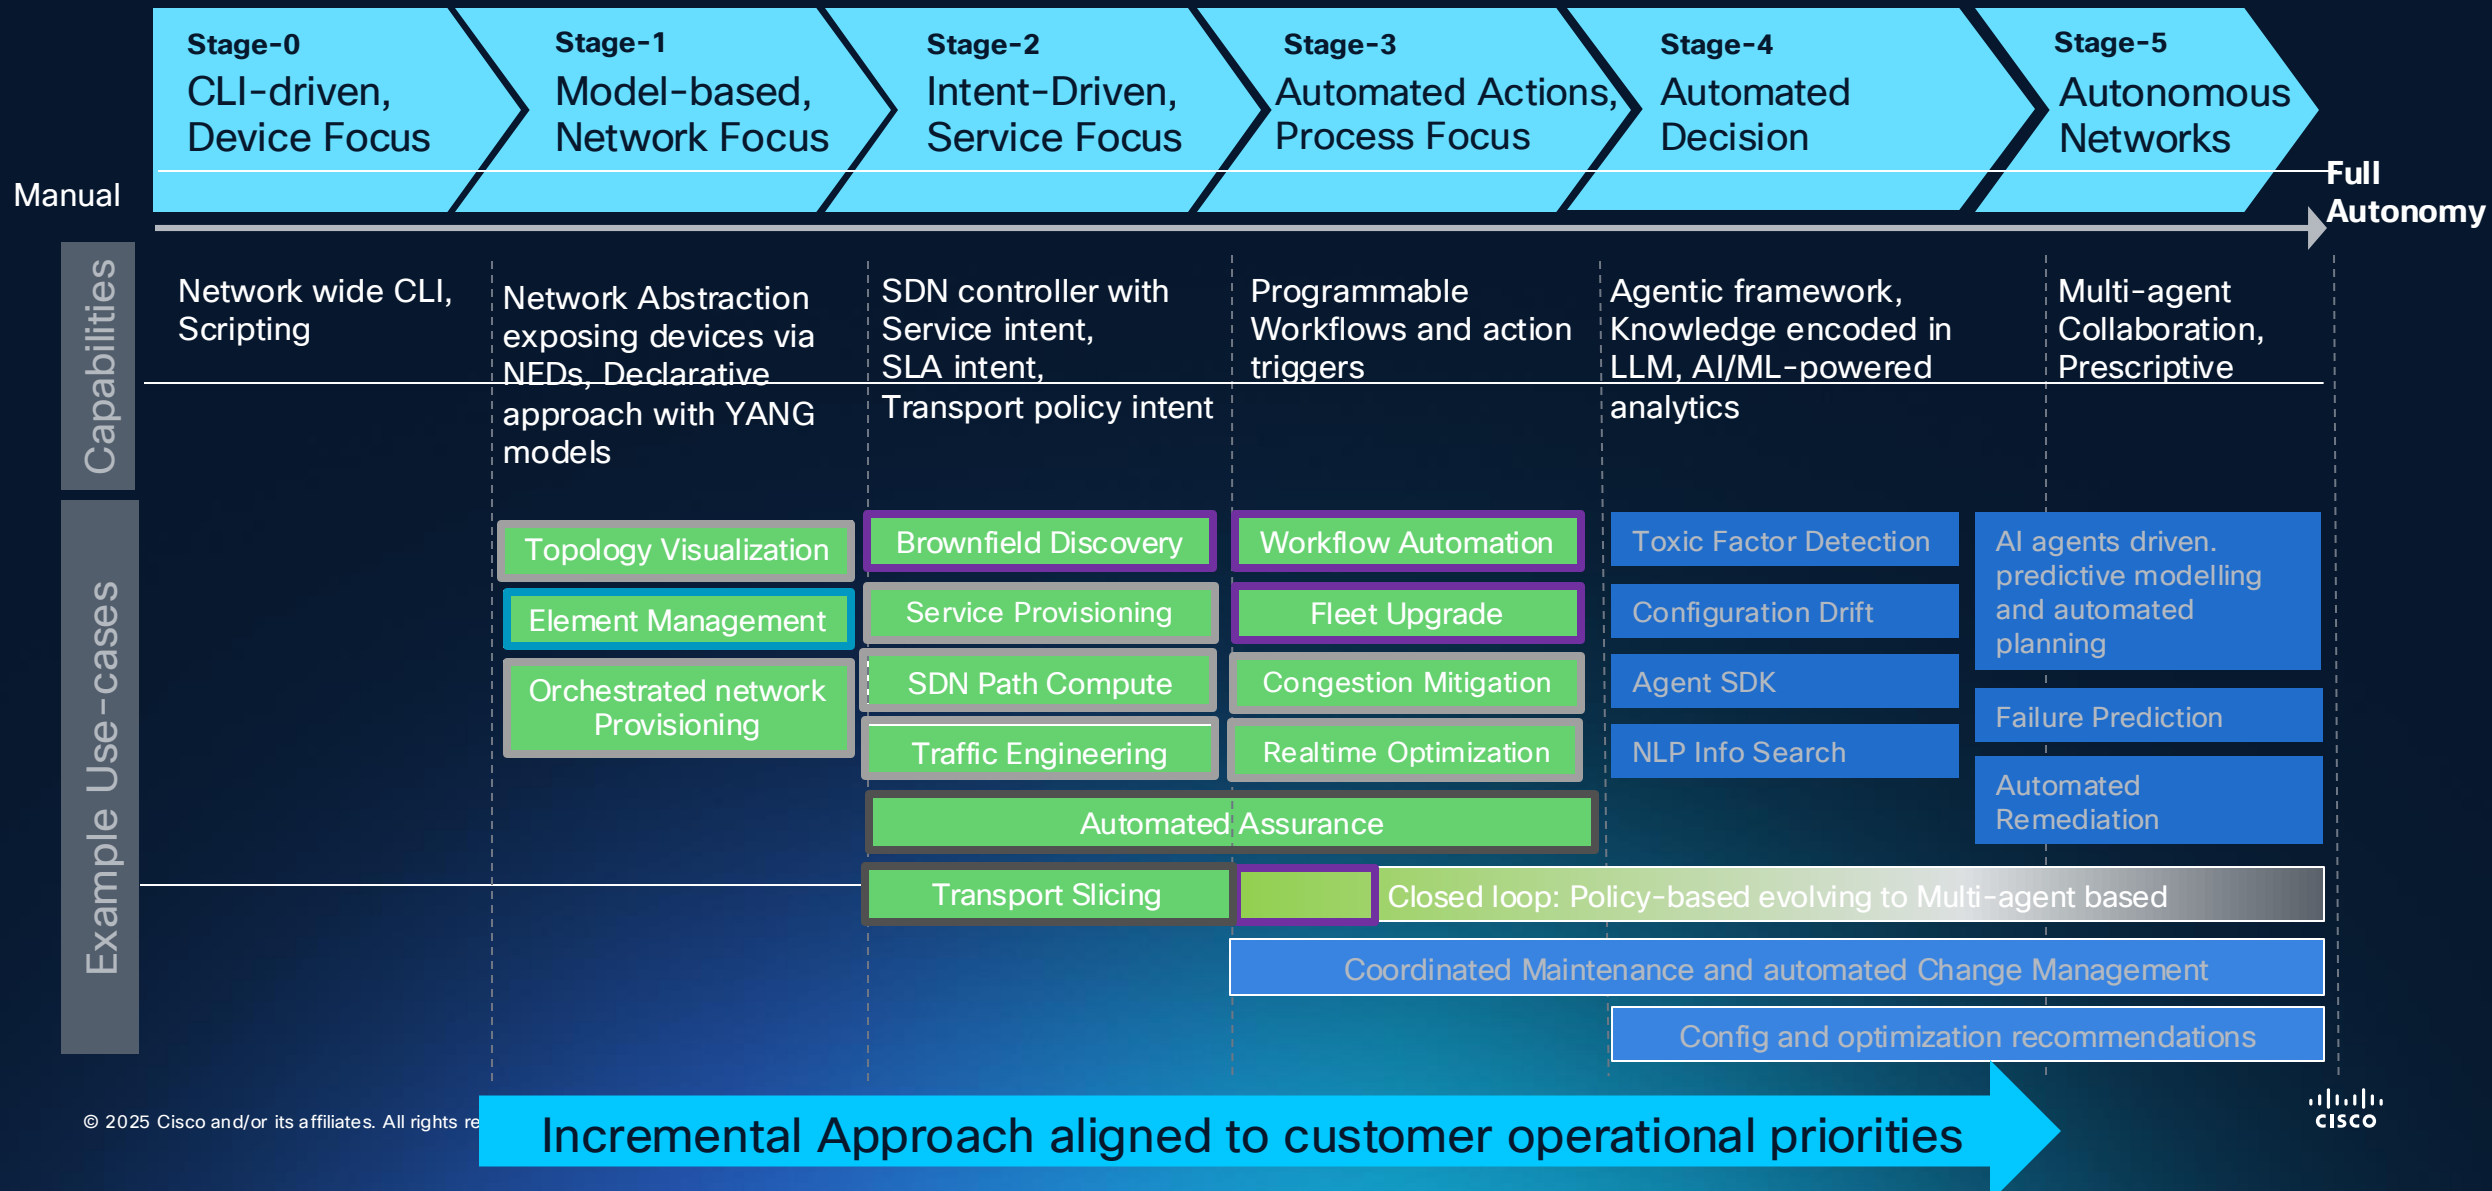 Stage-0
CLI-driven,
Device Focus
Stage-1
Model-based,
Network Focus
Stage-2
Intent-Driven,
Service Focus
Stage-3
Automated Actions,
Process Focus
Stage-4
Automated
Decision
Stage-5
Autonomous
Networks
Manual
Full
Autonomy
Capabilities
Network wide CLI,
Scripting
Network Abstraction
exposing devices via
NEDs, Declarative
approach with YANG
models
SDN controller with
Service intent,
SLA intent,
Transport policy intent
Programmable
Workflows and action
triggers
Agentic framework,
Knowledge encoded in
LLM, AI/ML-powered
analytics
Multi-agent
Collaboration,
Prescriptive
Example Use-cases
Topology Visualization
Element Management
Orchestrated network
Provisioning
Brownfield Discovery
Service Provisioning
SDN Path Compute
Traffic Engineering
Workflow Automation
Fleet Upgrade
Congestion Mitigation
Realtime Optimization
Automated Assurance
Transport Slicing
Toxic Factor Detection
Configuration Drift
Agent SDK
NLP Info Search
AI agents driven.
predictive modelling
and automated
planning
Failure Prediction
Automated
Remediation
Closed loop: Policy-based evolving to Multi-agent based
Coordinated Maintenance and automated Change Management
Config and optimization recommendations
© 2025 Cisco and/or its affiliates. All rights re
Incremental Approach aligned to customer operational priorities
CISCO